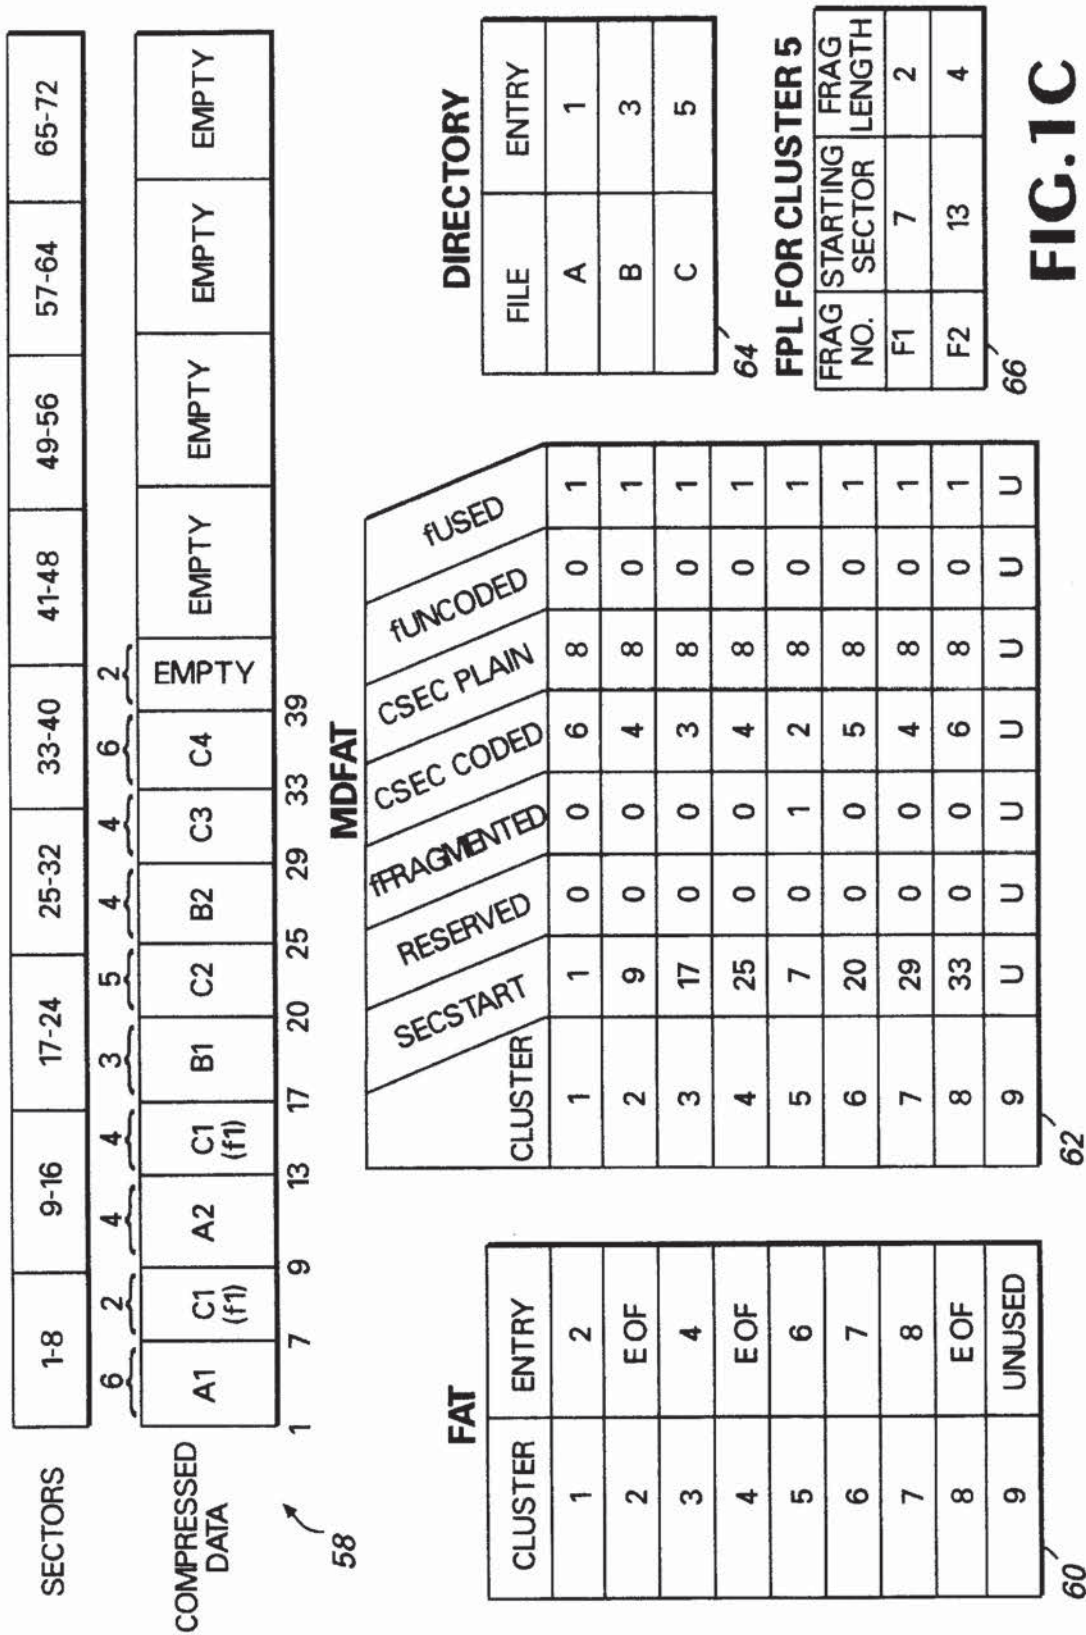 SECTORS 1-8 9-16 17-24 25-32 33-40 41-48 49-56 57-64 65-72
6 2 4 4 3 5 4 4 6 2
COMPRESSED DATA A1 C1 (f1) A2 C1 (f1) B1 C2 B2 C3 C4 EMPTY EMPTY EMPTY EMPTY EMPTY
1 7 9 13 17 20 25 29 33 39
58
FAT
CLUSTER ENTRY
1 2
2 EOF
3 4
4 EOF
5 6
6 7
7 8
8 EOF
9 UNUSED
60
MDFAT
CLUSTER SECSTART RESERVED fFRAGMENTED CSEC CODED CSEC PLAIN fUNCODED fUSED
1 1 0 0 6 8 0 1
2 9 0 0 4 8 0 1
3 17 0 0 3 8 0 1
4 25 0 0 4 8 0 1
5 7 0 1 2 8 0 1
6 20 0 0 5 8 0 1
7 29 0 0 4 8 0 1
8 33 0 0 6 8 0 1
9 U U U U U U U
62
DIRECTORY
FILE ENTRY
A 1
B 3
C 5
64
FPL FOR CLUSTER 5
FRAG NO. STARTING SECTOR FRAG LENGTH
F1 7 2
F2 13 4
66
FIG.1C